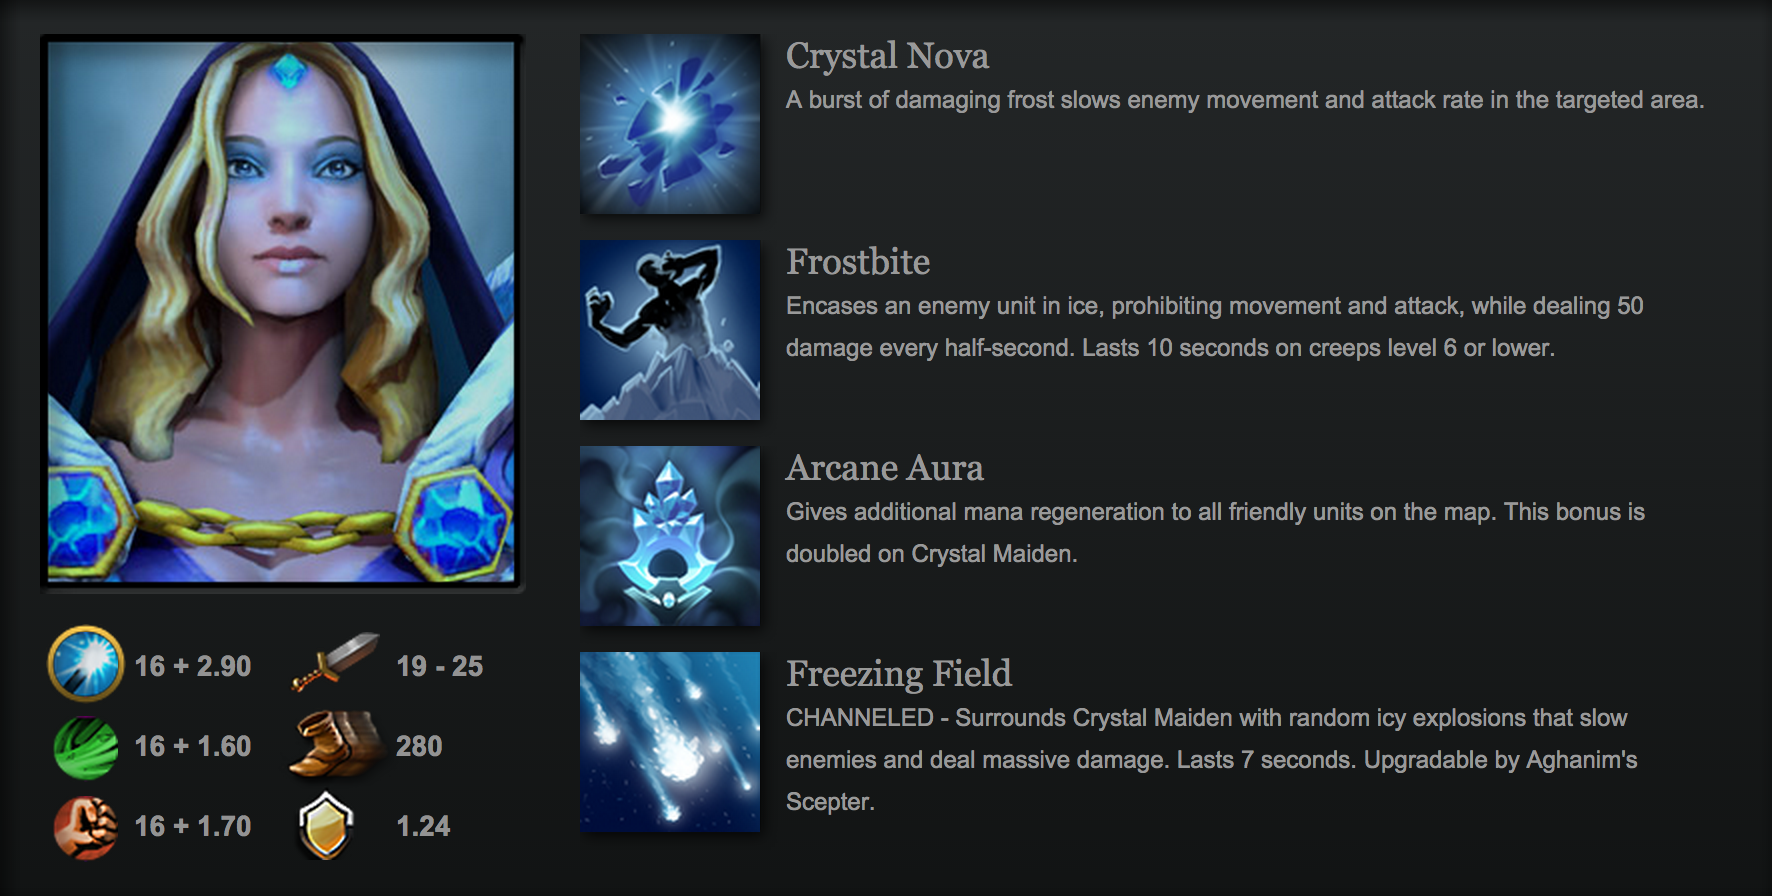 Crystal Nova
A burst of damaging frost slows enemy movement and attack rate in the targeted area.
Frostbite
Encases an enemy unit in ice, prohibiting movement and attack, while dealing 50
damage every half-second. Lasts 10 seconds on creeps level 6 or lower.
Arcane Aura
Gives additional mana regeneration to all friendly units on the map. This bonus is
doubled on Crystal Maiden.
Freezing Field
CHANNELED - Surrounds Crystal Maiden with random icy explosions that slow
enemies and deal massive damage. Lasts 7 seconds. Upgradable by Aghanim's
Scepter.
16 + 2.90 19 - 25
16 + 1.60 280
16 + 1.70 1.24